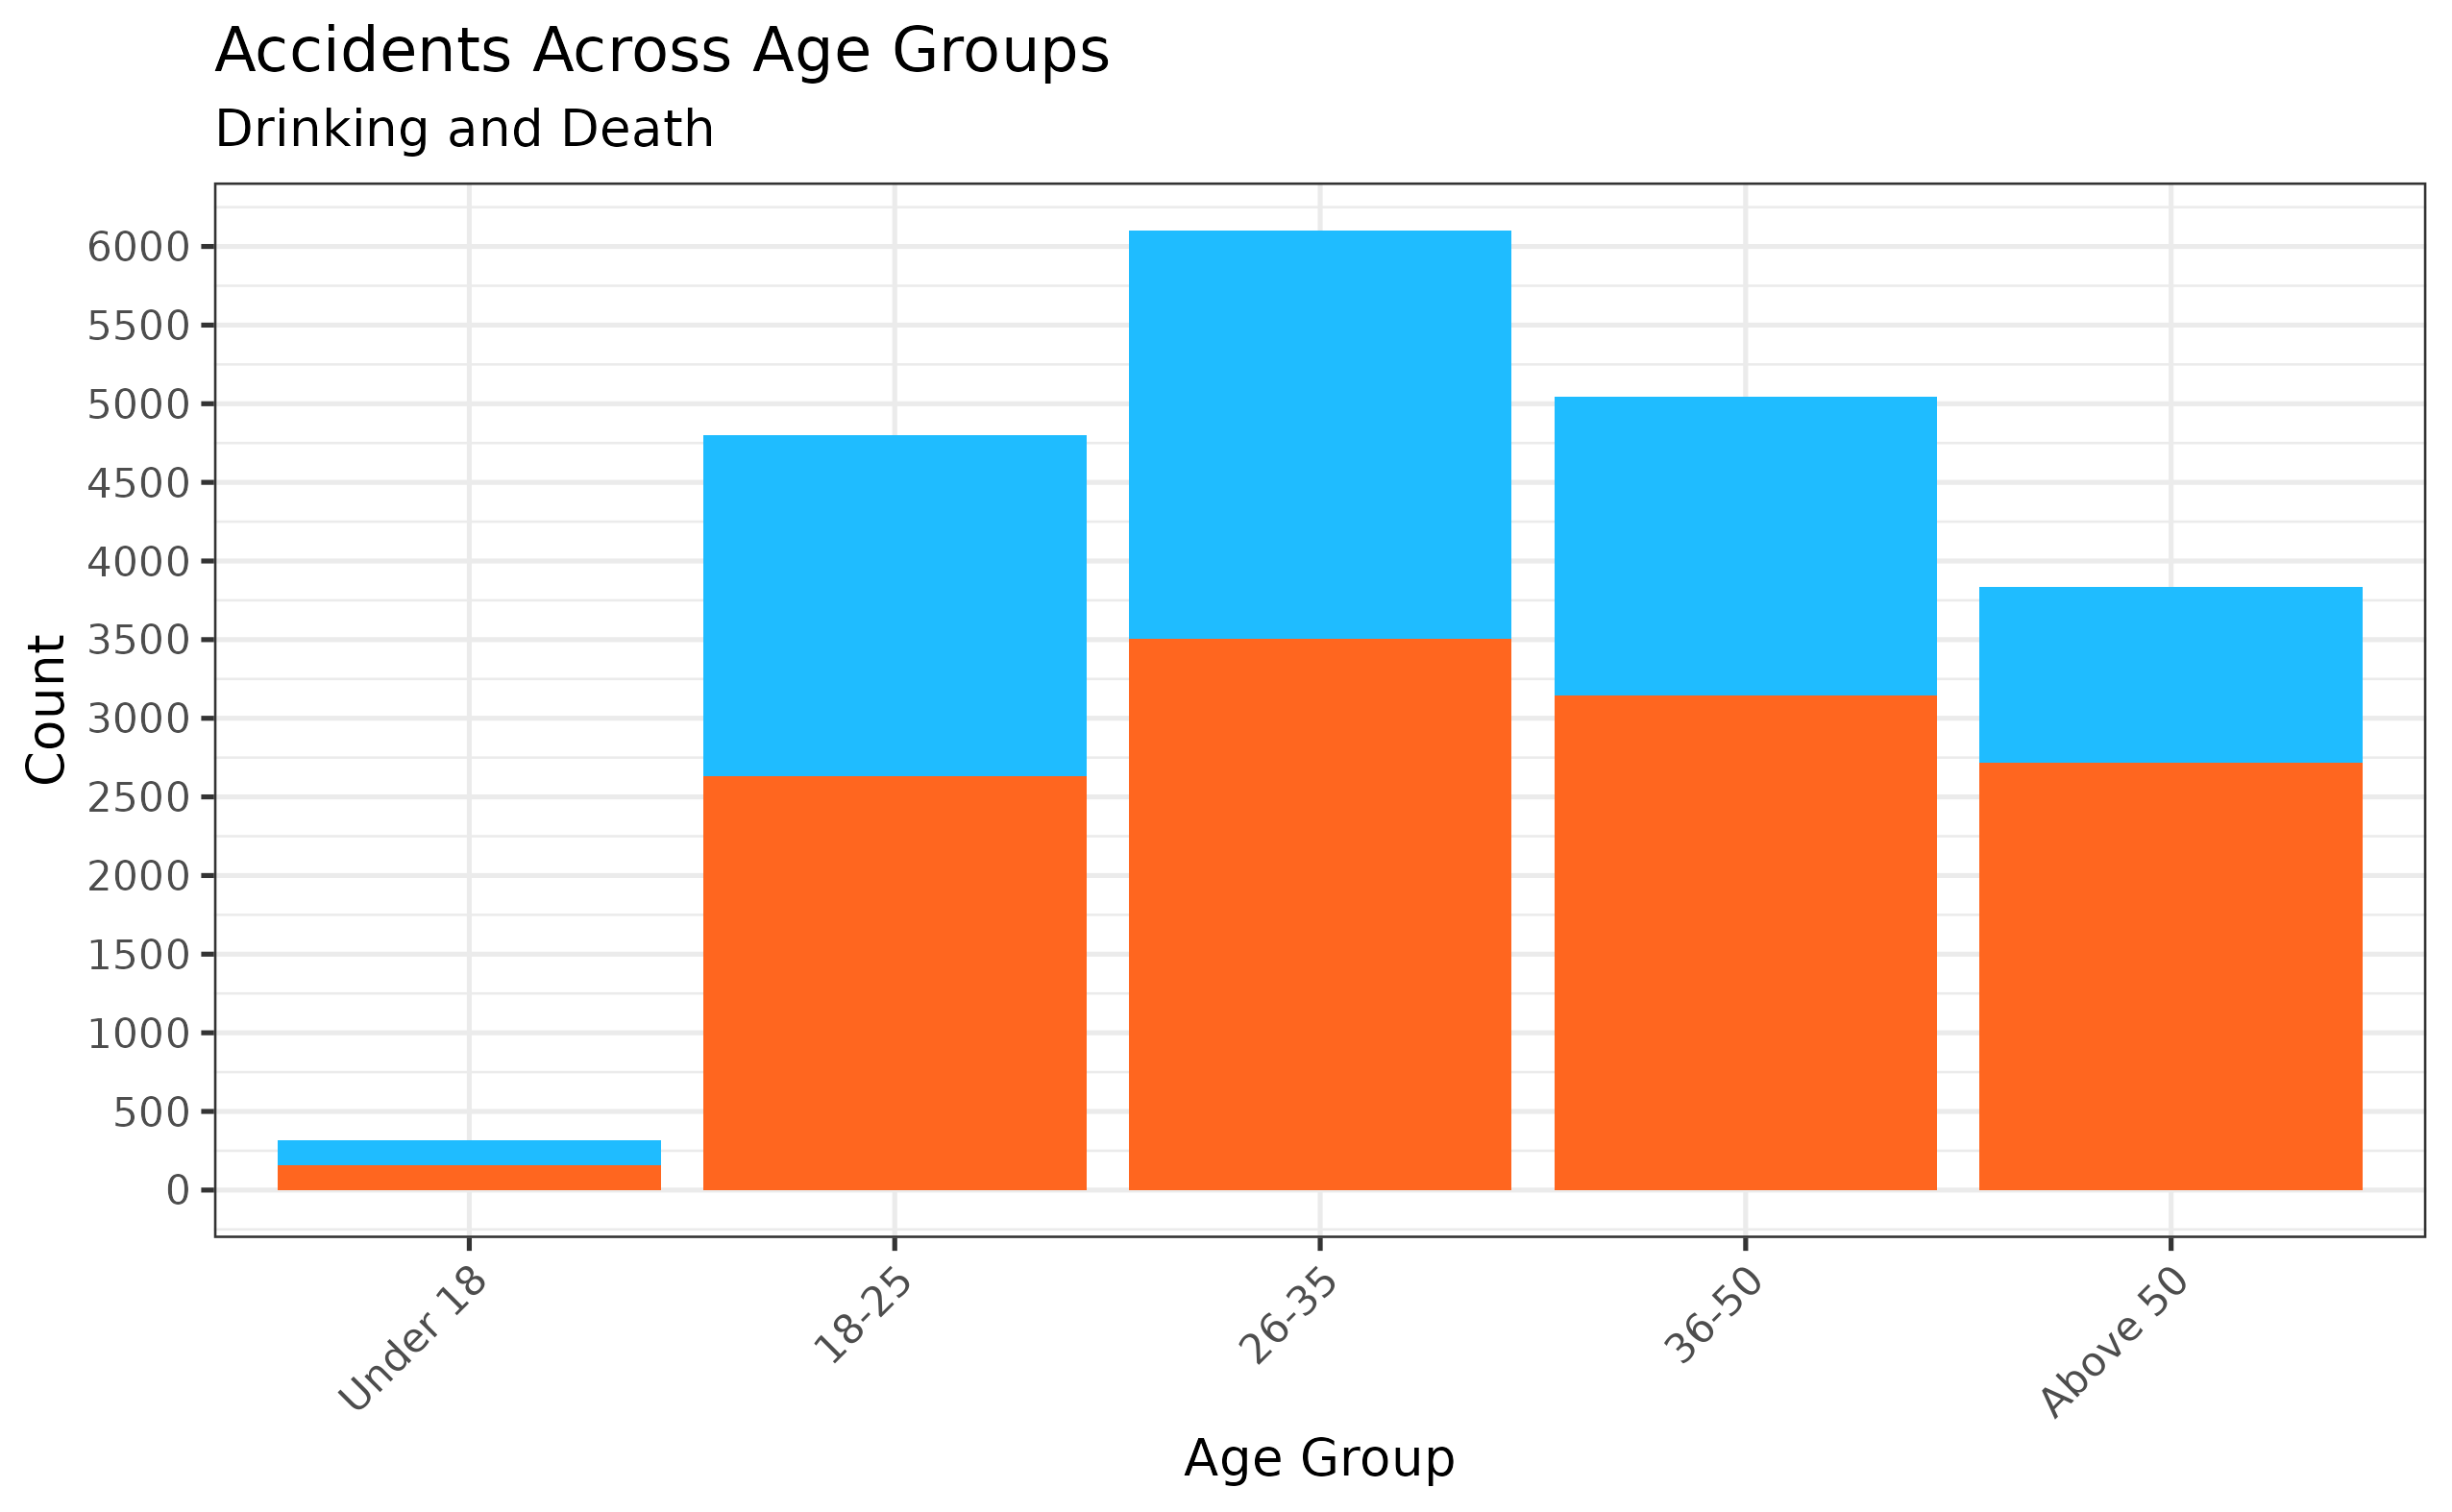 Accidents Across Age Groups
Drinking and Death
Count
6000
5500
5000
4500
4000
3500
3000
2500
2000
1500
1000
500
0
Under 18
18-25
26-35
36-50
Above 50
Age Group